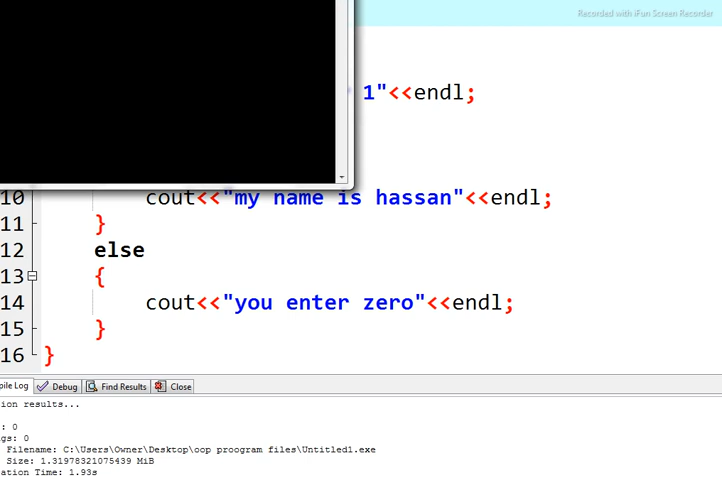 Recorded with iFun Screen Recorder
1"<<endl;
10 cout<<"my name is hassan"<<endl;
11 }
12 else
13 {
14 cout<<"you enter zero"<<endl;
15 }
16 }
pile Log Debug Find Results Close
ion results...
: 0
gs: 0
Filename: C:\Users\Owner\Desktop\oop proogram files\Untitled1.exe
Size: 1.31978321075439 MiB
ation Time: 1.93s